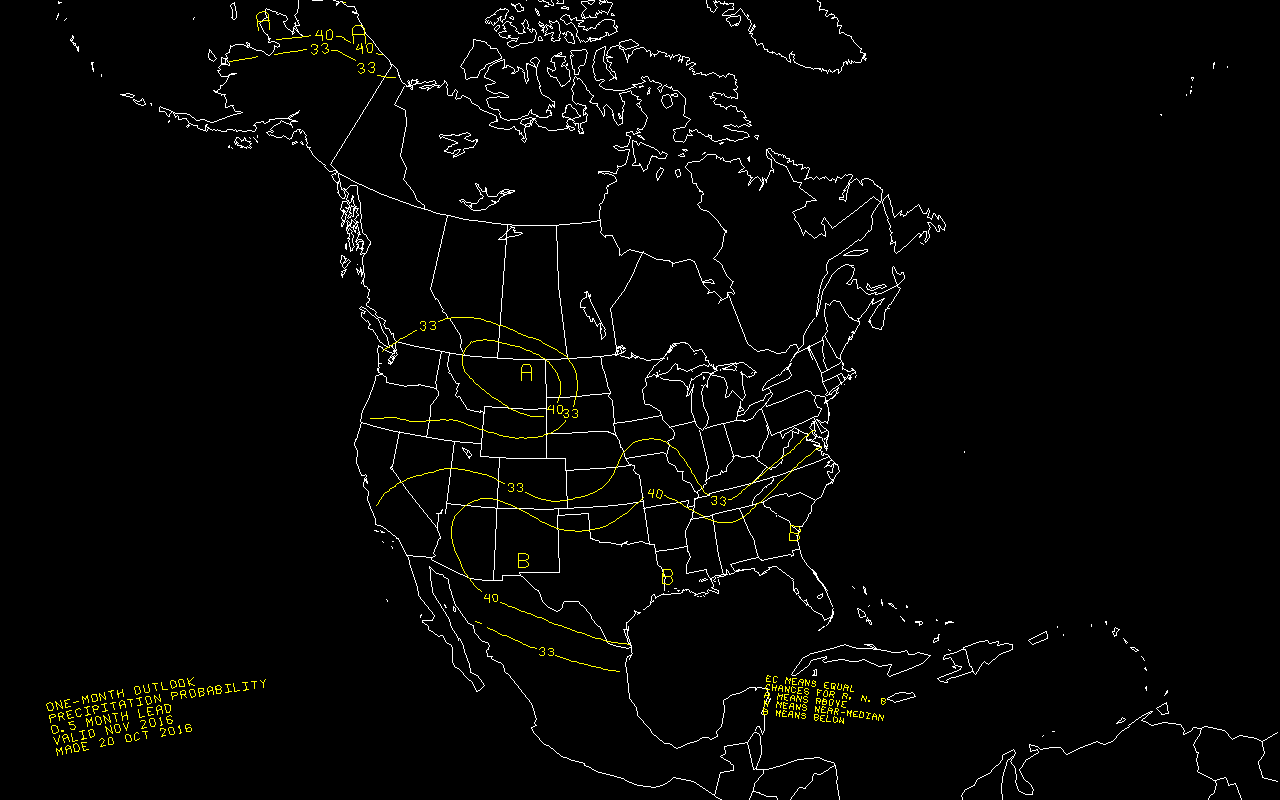 A
A
40
33
40
33
33
A
40
33
33
40
33
B
B
B
40
33
ONE-MONTH OUTLOOK
PRECIPITATION PROBABILITY
0.5 MONTH LEAD
VALID NOV 2016
MADE 20 OCT 2016
EC MEANS EQUAL
CHANCES FOR A, N, B
A MEANS ABOVE
N MEANS NEAR-MEDIAN
B MEANS BELOW